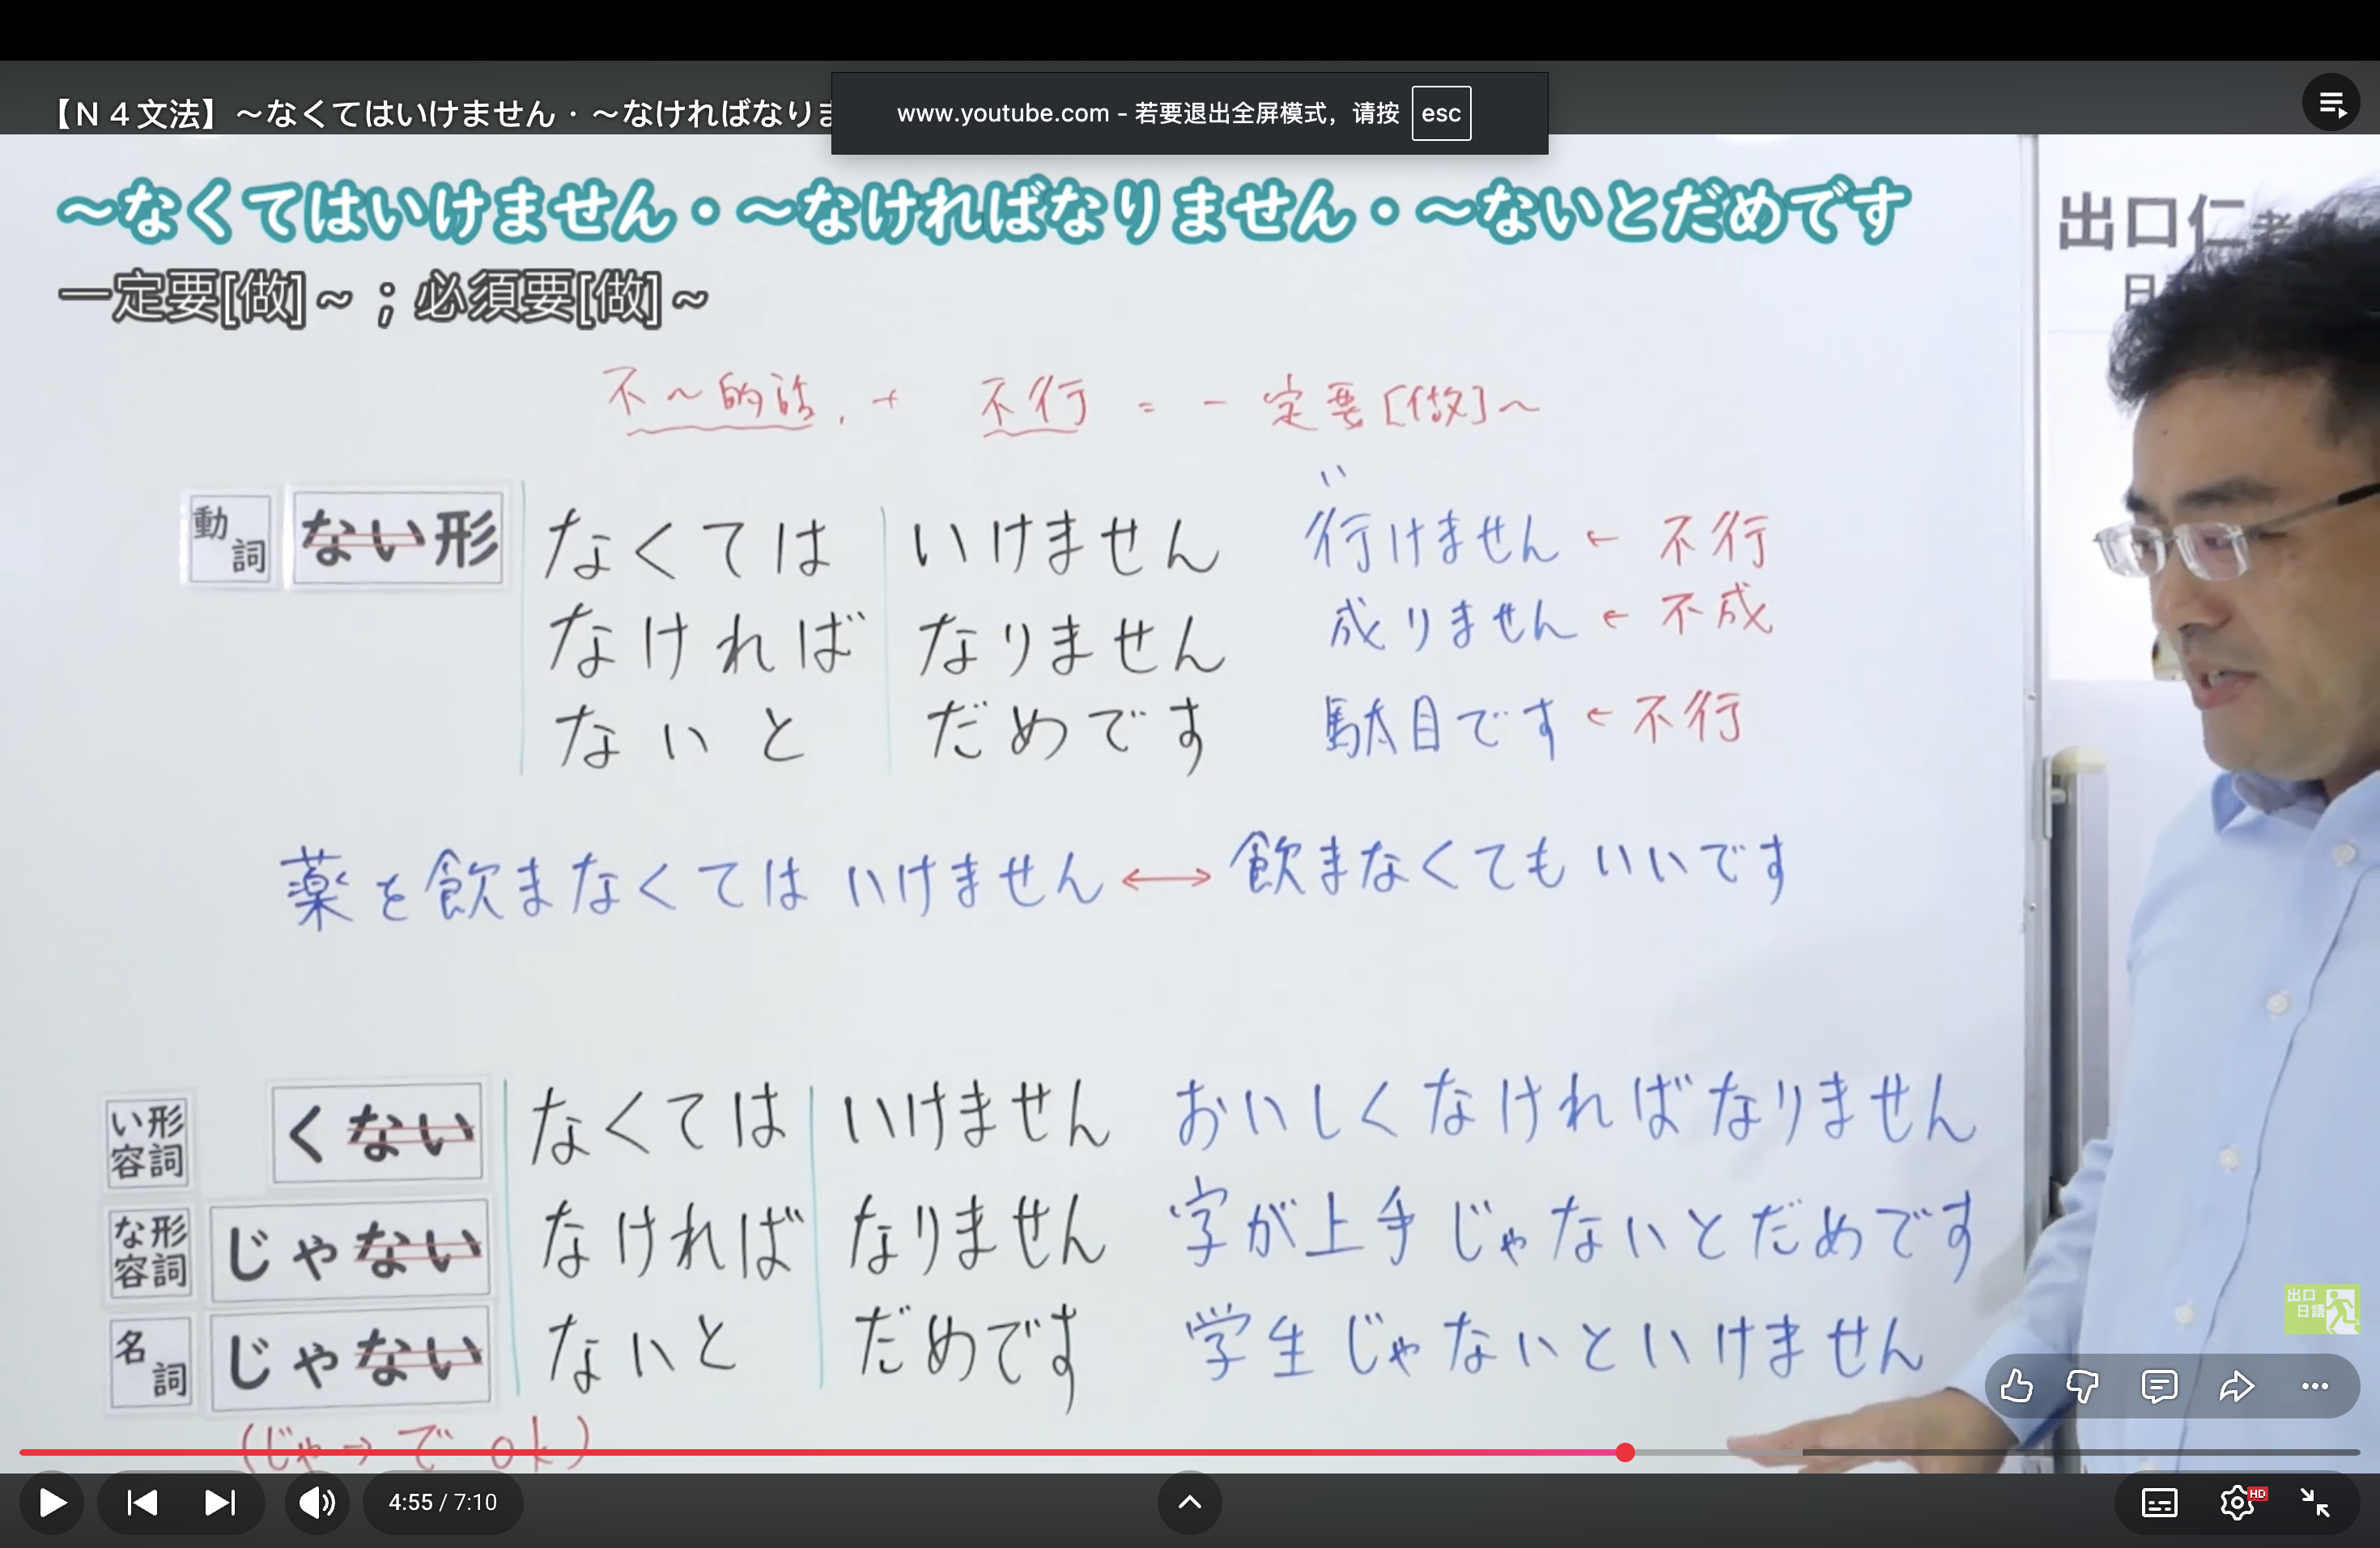 【Ｎ４文法】～なくてはいけません・～なければなりま
www.youtube.com - 若要退出全屏模式，请按 esc
～なくてはいけません・～なければなりません・～ないとだめです
一定要[做]～；必須要[做]～
出口仁老
日
不～的話, + 不行 = 一定要[做]～
い
動詞 ない形 なくては いけません 行けません ← 不行
なければ なりません 成りません ← 不成
ないと だめです 駄目です ← 不行
薬を飲まなくてはいけません ↔ 飲まなくてもいいです
い形容詞 くない なくては いけません おいしくなければなりません
な形容詞 じゃない なければ なりません 字が上手じゃないとだめです
名詞 じゃない ないと だめです 学生じゃないといけません
(じゃ→で ok)
出口日語
4:55 / 7:10
HD